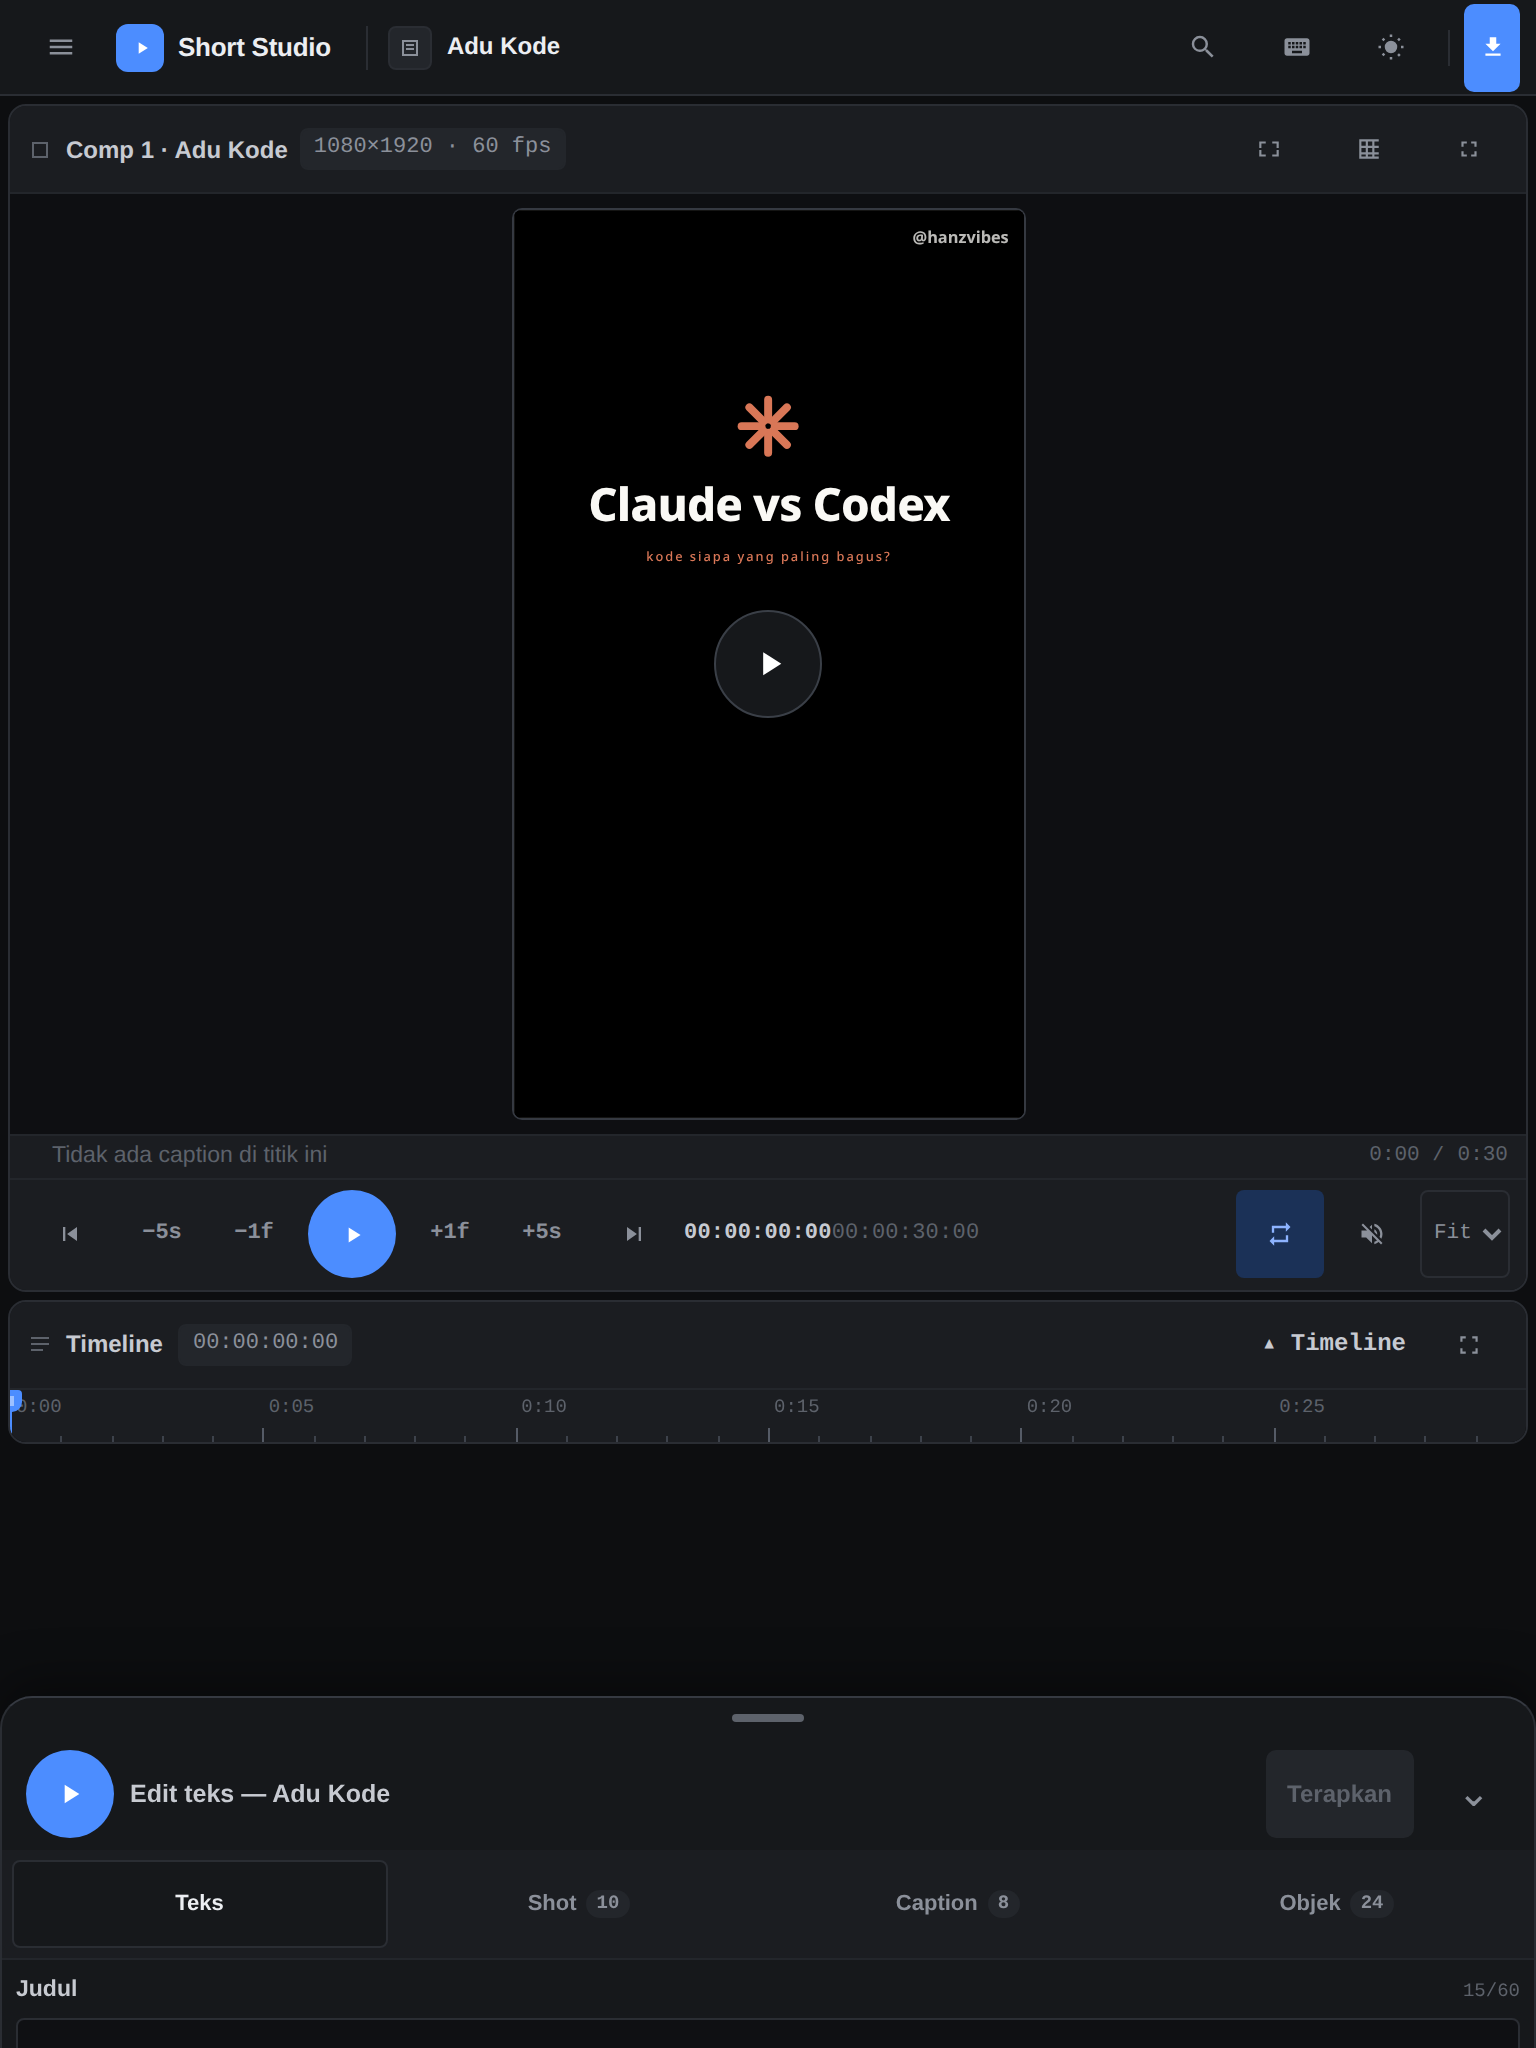 Short Studio
Adu Kode
Comp 1 · Adu Kode 1080×1920 · 60 fps
@hanzvibes
Claude vs Codex
kode siapa yang paling bagus?
Tidak ada caption di titik ini 0:00 / 0:30
−5s −1f +1f +5s 00:00:00:00 00:00:30:00 Fit
Timeline 00:00:00:00 ▲ Timeline
0:00 0:05 0:10 0:15 0:20 0:25
Edit teks — Adu Kode Terapkan
Teks Shot 10 Caption 8 Objek 24
Judul 15/60